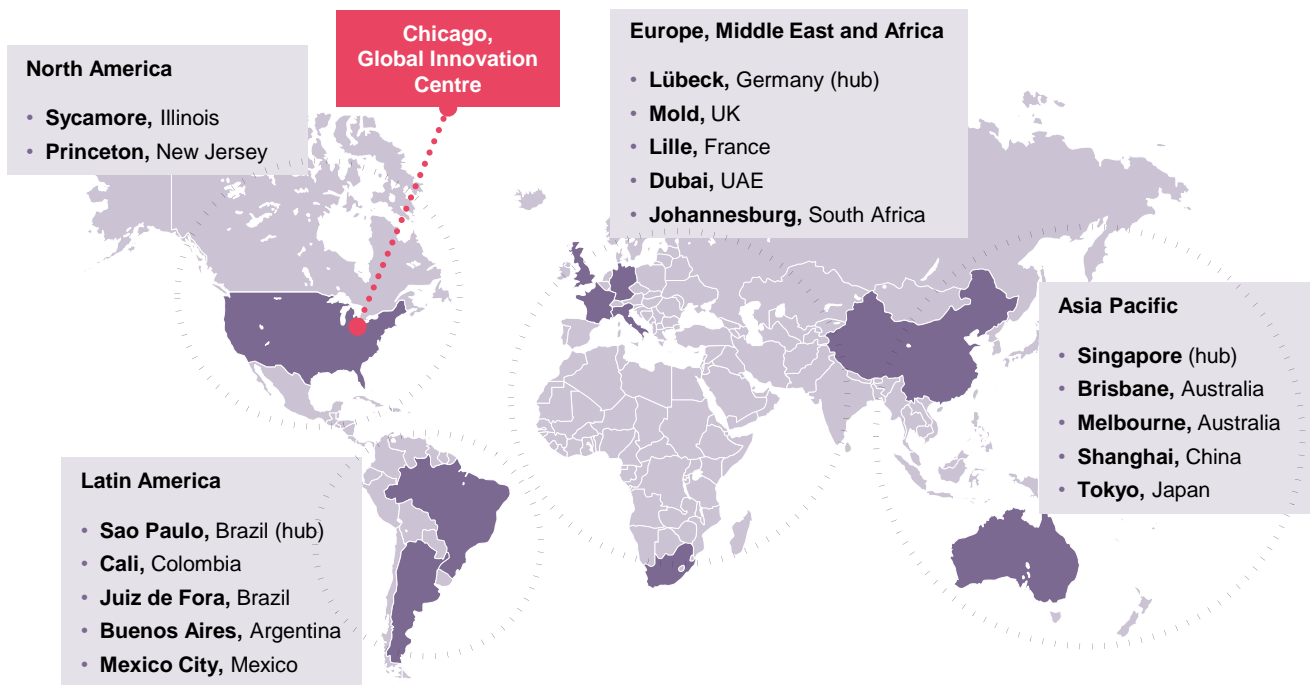 Chicago,
Global Innovation
Centre
North America
• Sycamore, Illinois
• Princeton, New Jersey
Europe, Middle East and Africa
• Lübeck, Germany (hub)
• Mold, UK
• Lille, France
• Dubai, UAE
• Johannesburg, South Africa
Asia Pacific
• Singapore (hub)
• Brisbane, Australia
• Melbourne, Australia
• Shanghai, China
• Tokyo, Japan
Latin America
• Sao Paulo, Brazil (hub)
• Cali, Colombia
• Juiz de Fora, Brazil
• Buenos Aires, Argentina
• Mexico City, Mexico